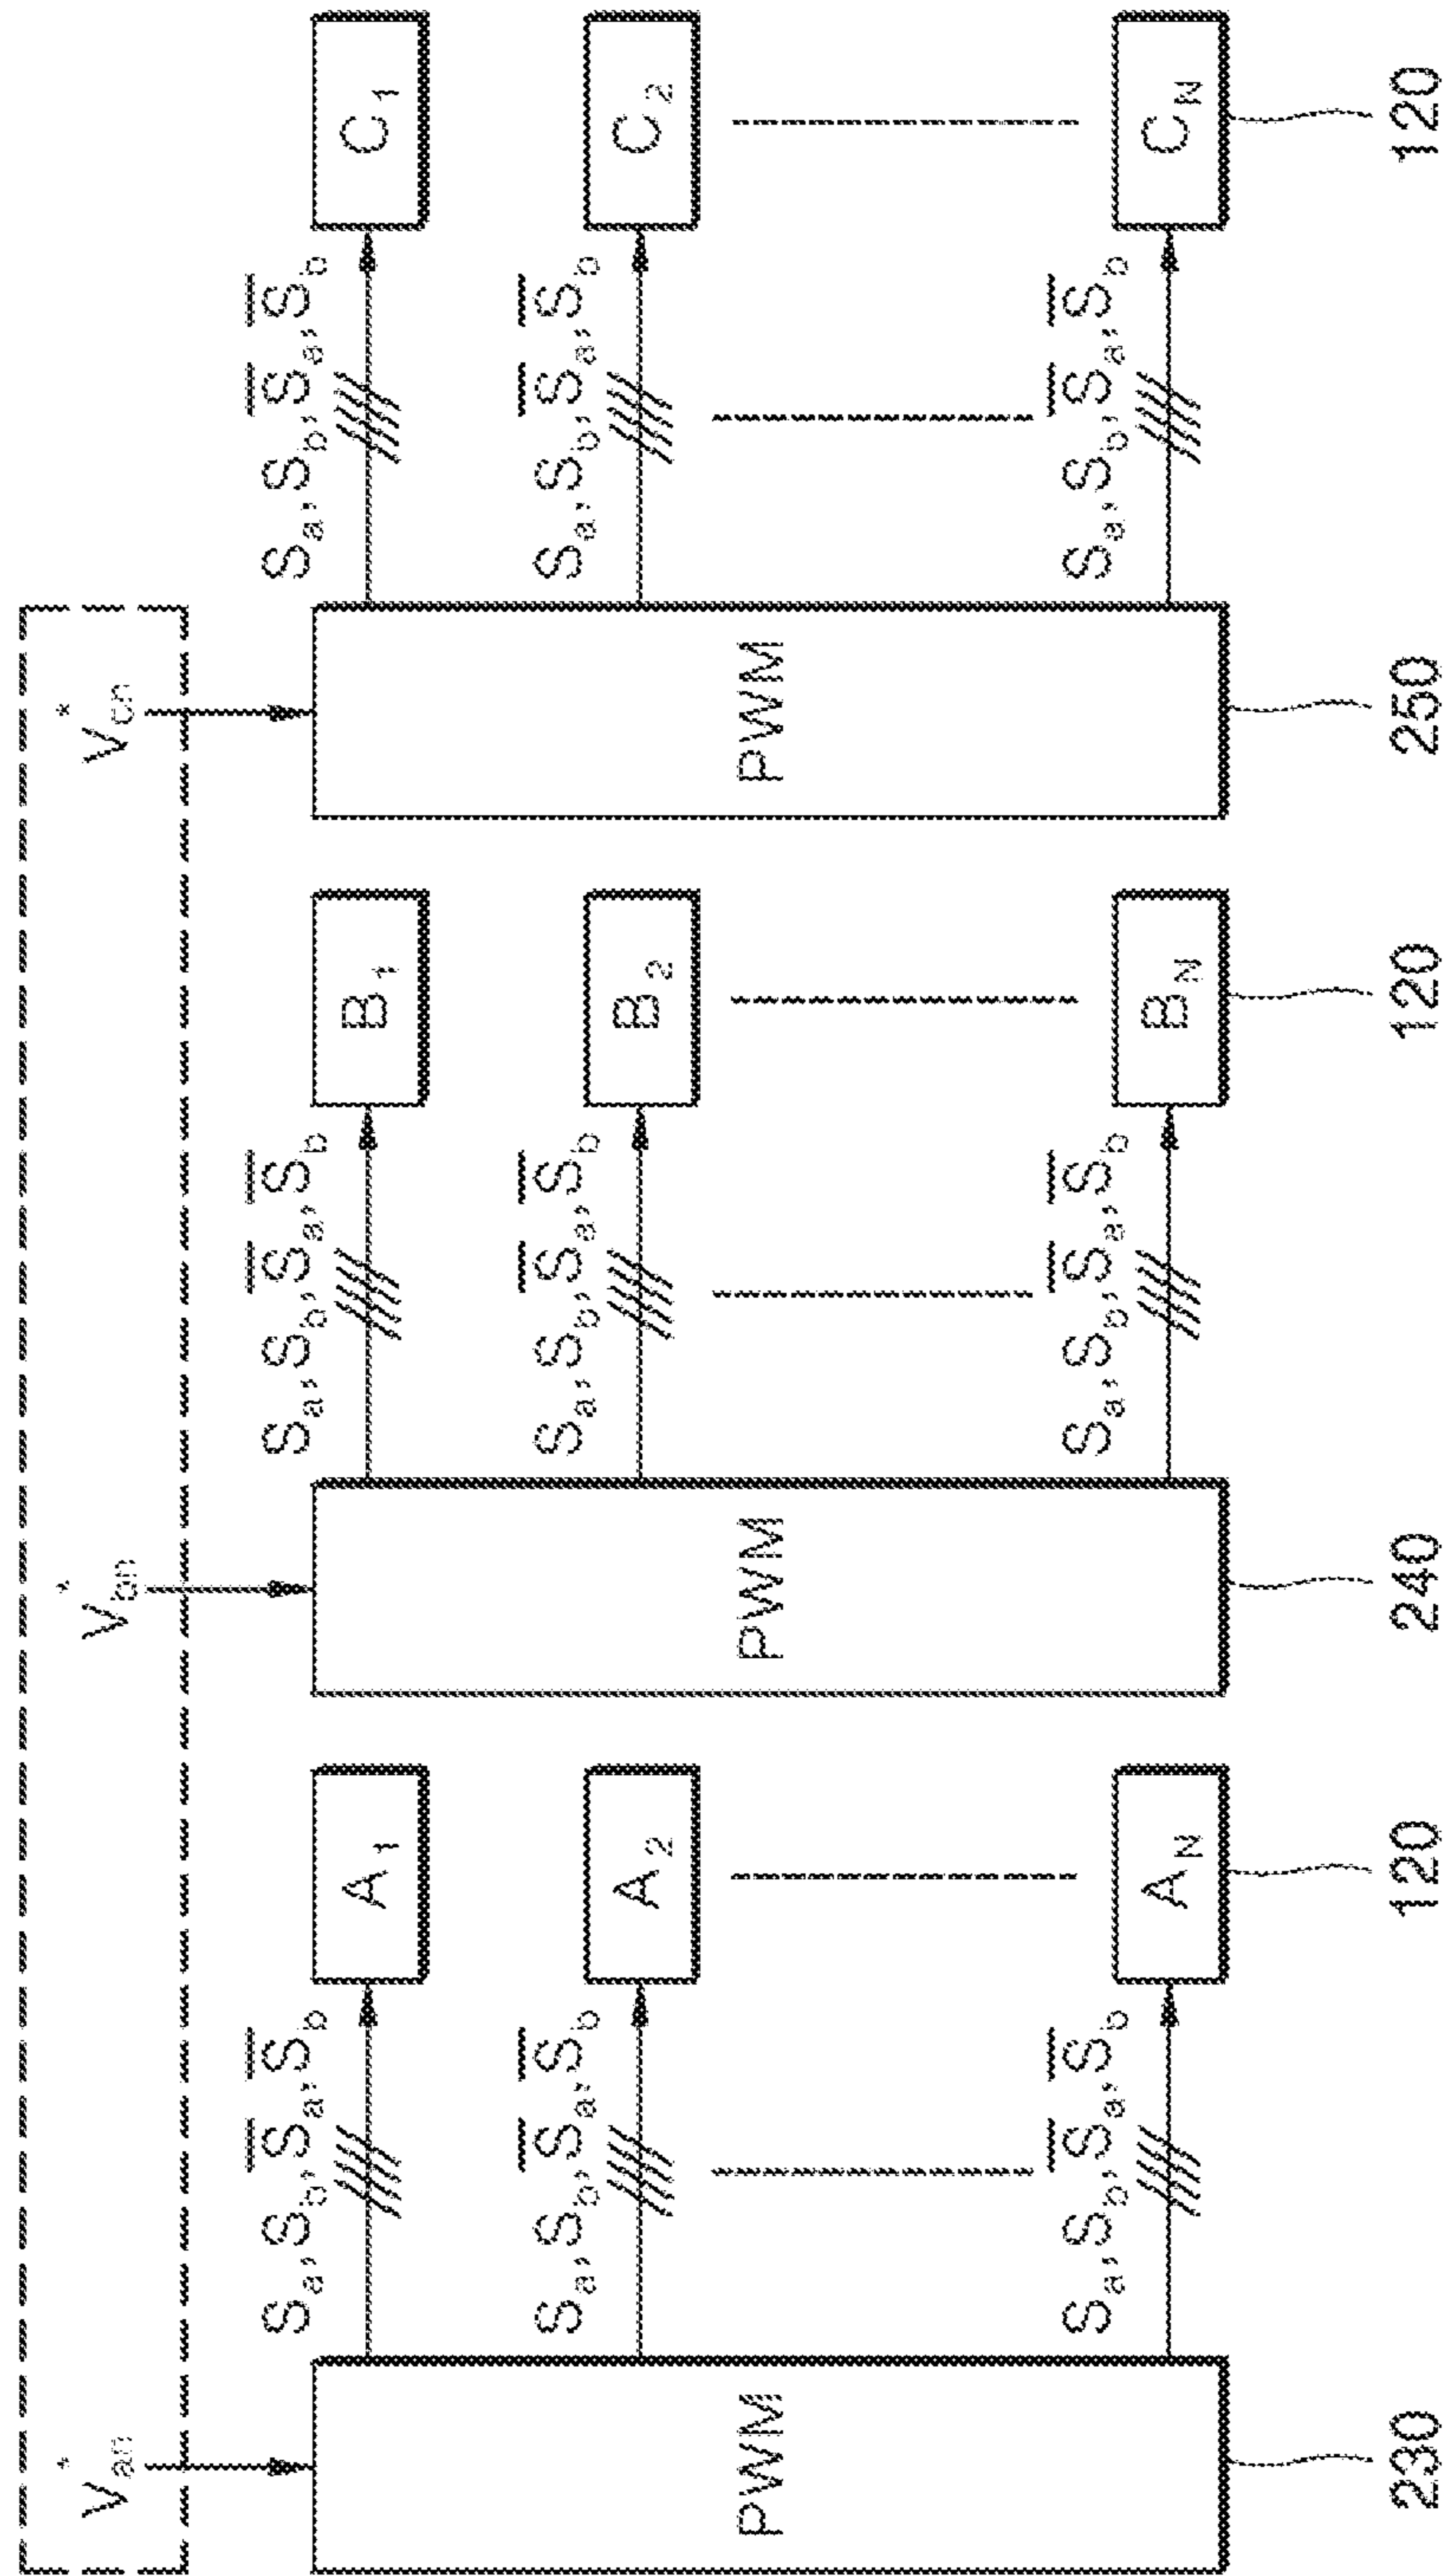 V*an V*bn V*cn
Sa, Sb, S̅a, S̅b A1 Sa, Sb, S̅a, S̅b B1 Sa, Sb, S̅a, S̅b C1
Sa, Sb, S̅a, S̅b A2 Sa, Sb, S̅a, S̅b B2 Sa, Sb, S̅a, S̅b C2
PWM PWM PWM
Sa, Sb, S̅a, S̅b AN Sa, Sb, S̅a, S̅b BN Sa, Sb, S̅a, S̅b CN
230 120 240 120 250 120